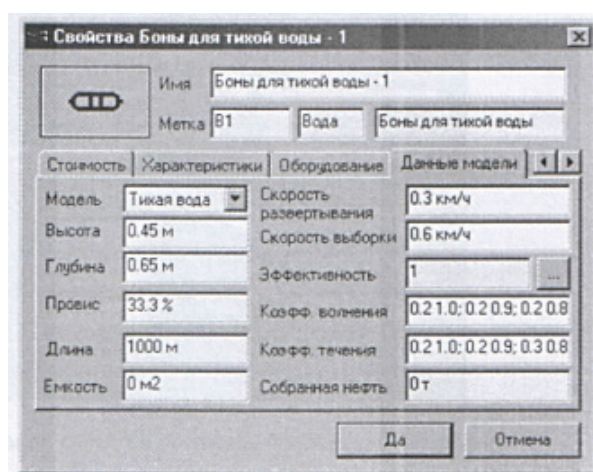 Свойства Боны для тихой воды - 1
Имя Боны для тихой воды - 1
Метка В1 Вода Боны для тихой воды
Стоимость Характеристики Оборудование Данные модели
Модель Тихая вода Скорость развертывания 0.3 км/ч
Высота 0.45 м Скорость выборки 0.6 км/ч
Глубина 0.65 м Эффективность 1 ...
Провис 33.3 % Коэфф. волнения 0.2 1.0; 0.2 0.9; 0.2 0.8
Длина 1000 м Коэфф. течения 0.2 1.0; 0.2 0.9; 0.3 0.8
Емкость 0 м2 Собранная нефть 0 т
Да Отмена